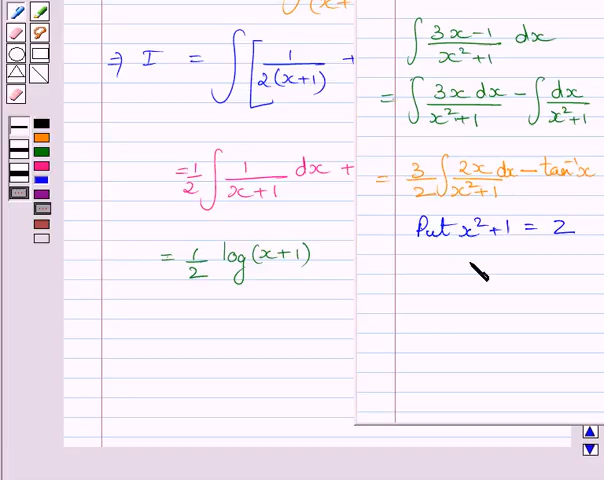 ∫(x+
⇒ I = ∫[ 1/2(x+1) +
= 1/2 ∫ 1/(x+1) dx +
= 1/2 log(x+1)
∫ (3x-1)/(x²+1) dx
= ∫ 3x dx/(x²+1) - ∫ dx/(x²+1)
= 3/2 ∫ 2x dx/(x²+1) - tan⁻¹x
Put x²+1 = 2